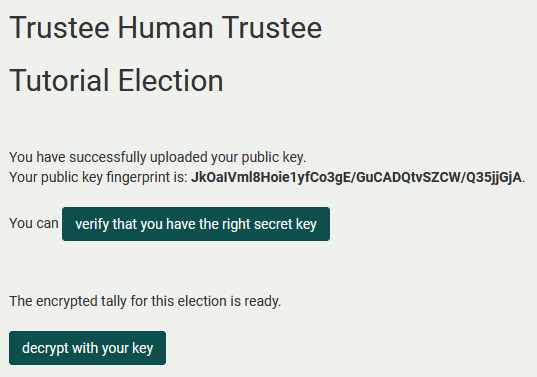 Trustee Human Trustee
Tutorial Election
You have successfully uploaded your public key.
Your public key fingerprint is: JkOaIVml8Hoie1yfCo3gE/GuCADQtvSZCW/Q35jjGjA.
You can verify that you have the right secret key
The encrypted tally for this election is ready.
decrypt with your key